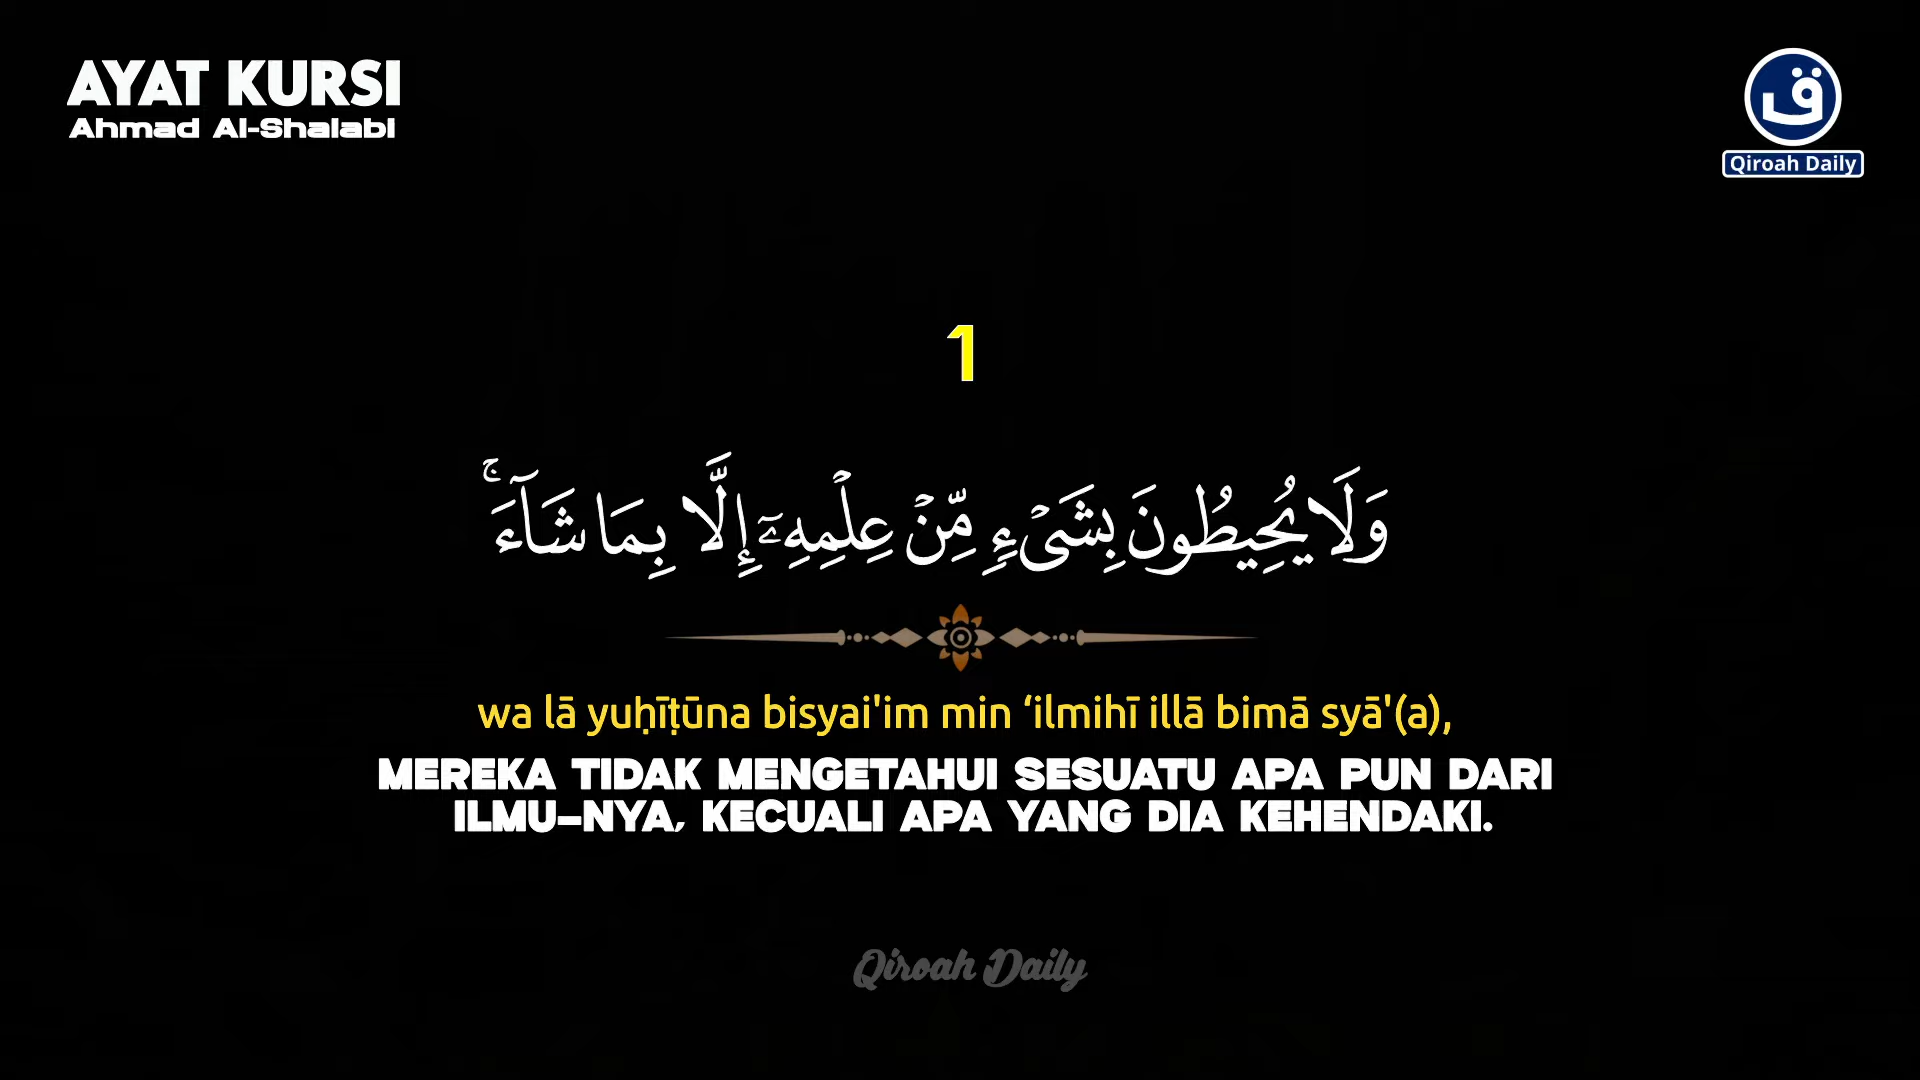 AYAT KURSI
Ahmad Al-Shalabi
ق
Qiroah Daily
1
وَلَا يُحِيطُونَ بِشَىْءٍ مِّنْ عِلْمِهِۦٓ إِلَّا بِمَا شَآءَ ۚ
wa lā yuḥīṭūna bisyai'im min ‘ilmihī illā bimā syā'(a),
MEREKA TIDAK MENGETAHUI SESUATU APA PUN DARI
ILMU-NYA, KECUALI APA YANG DIA KEHENDAKI.
Qiroah Daily